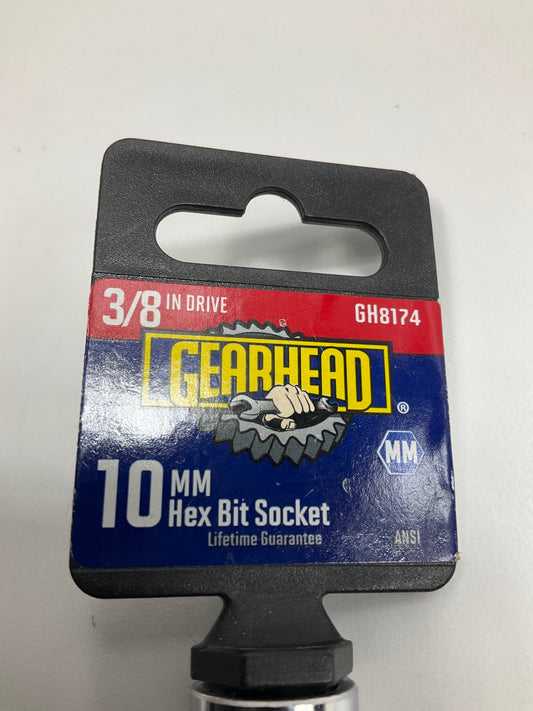 3/8 IN DRIVE GH8174
GEARHEAD ®
MM
10 MM
Hex Bit Socket
Lifetime Guarantee ANSI